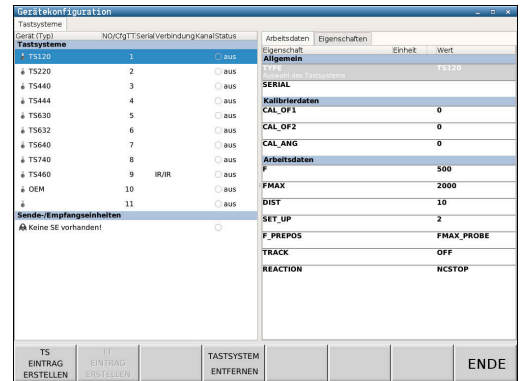 Gerätekonfiguration
Tastsysteme
Gerät (Typ) NO/CfgTT Serial Verbindung Kanal Status
Tastsysteme
TS120 1 aus
TS220 2 aus
TS440 3 aus
TS444 4 aus
TS630 5 aus
TS632 6 aus
TS640 7 aus
TS740 8 aus
TS460 9 IR/IR aus
OEM 10 aus
11 aus
Sende-/Empfangseinheiten
Keine SE vorhanden!
Arbeitsdaten Eigenschaften
Eigenschaft Einheit Wert
Allgemein
TYPE TS120
Auswahl des Tastsystems
SERIAL
Kalibrierdaten
CAL_OF1 0
CAL_OF2 0
CAL_ANG 0
Arbeitsdaten
F 500
FMAX 2000
DIST 10
SET_UP 2
F_PREPOS FMAX_PROBE
TRACK OFF
REACTION NCSTOP
TS EINTRAG ERSTELLEN
TT EINTRAG ERSTELLEN
TASTSYSTEM ENTFERNEN
ENDE